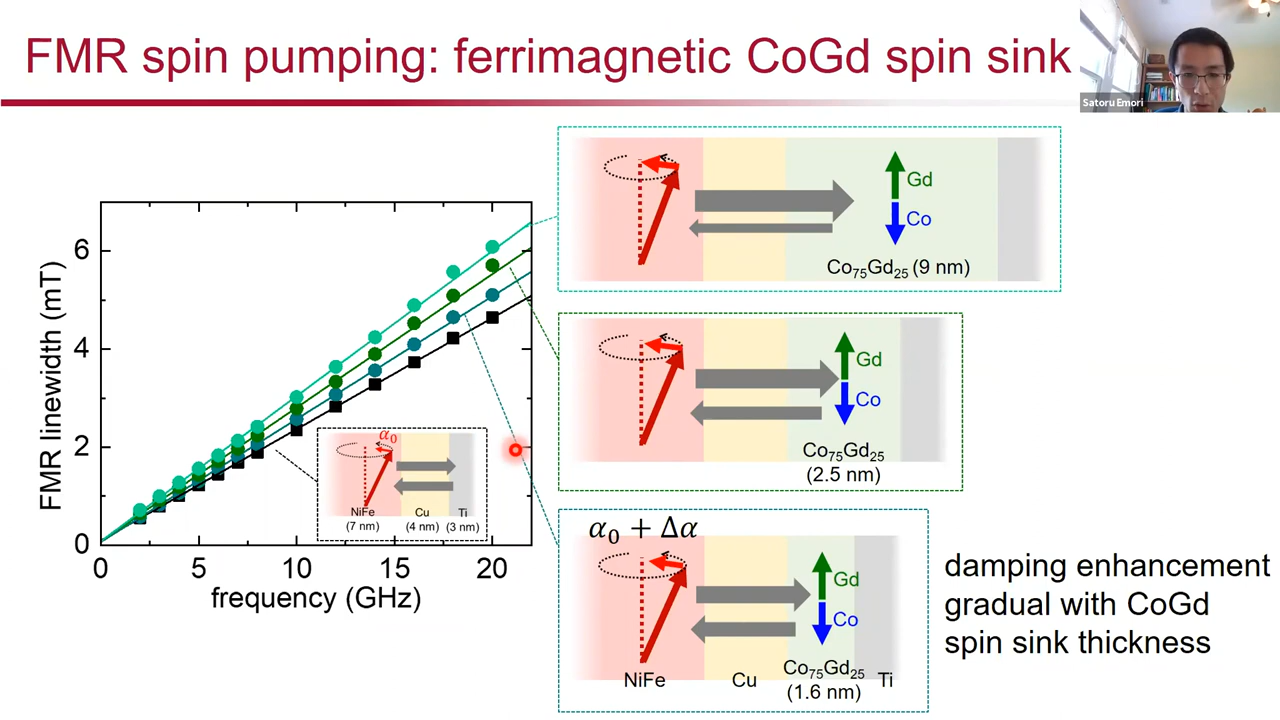 FMR spin pumping: ferrimagnetic CoGd spin sink
Satoru Emori
FMR linewidth (mT)
6
4
2
0
0
5
10
15
20
frequency (GHz)
α₀
NiFe
(7 nm)
Cu
(4 nm)
Ti
(3 nm)
Gd
Co
Co₇₅Gd₂₅ (9 nm)
Gd
Co
Co₇₅Gd₂₅
(2.5 nm)
α₀ + Δα
Gd
Co
Co₇₅Gd₂₅
(1.6 nm)
NiFe
Cu
Ti
damping enhancement
gradual with CoGd
spin sink thickness